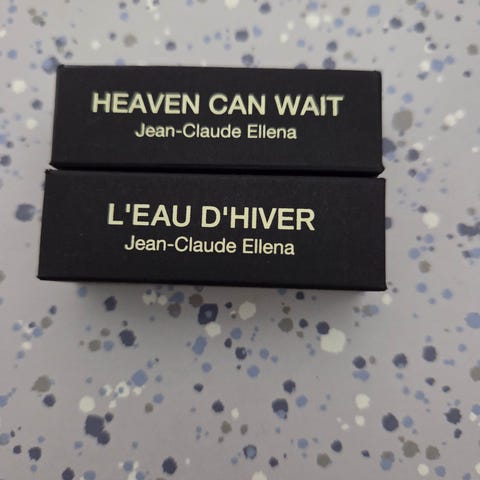 HEAVEN CAN WAIT
Jean-Claude Ellena
L'EAU D'HIVER
Jean-Claude Ellena